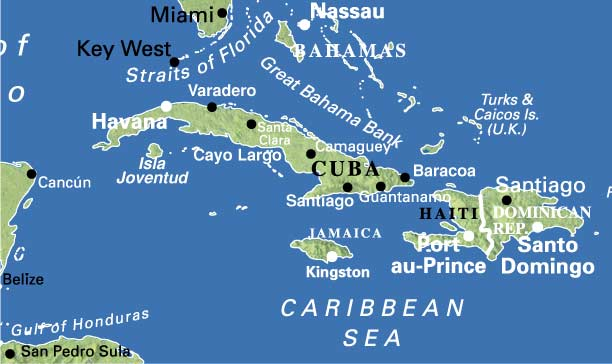 Miami
Nassau
BAHAMAS
Key West
Straits of Florida
of
O
Great Bahama Bank
Varadero
Turks &
Caicos Is.
(U.K.)
Havana
Santa
Clara
Camaguey
Cayo Largo
Isla
Joventud
CUBA
Baracoa
Cancún
Santiago
Guantanamo
Santiago
HAITI
DOMINICAN
REP.
JAMAICA
Kingston
Port
au-Prince
Santo
Domingo
Belize
CARIBBEAN
SEA
Gulf of Honduras
San Pedro Sula